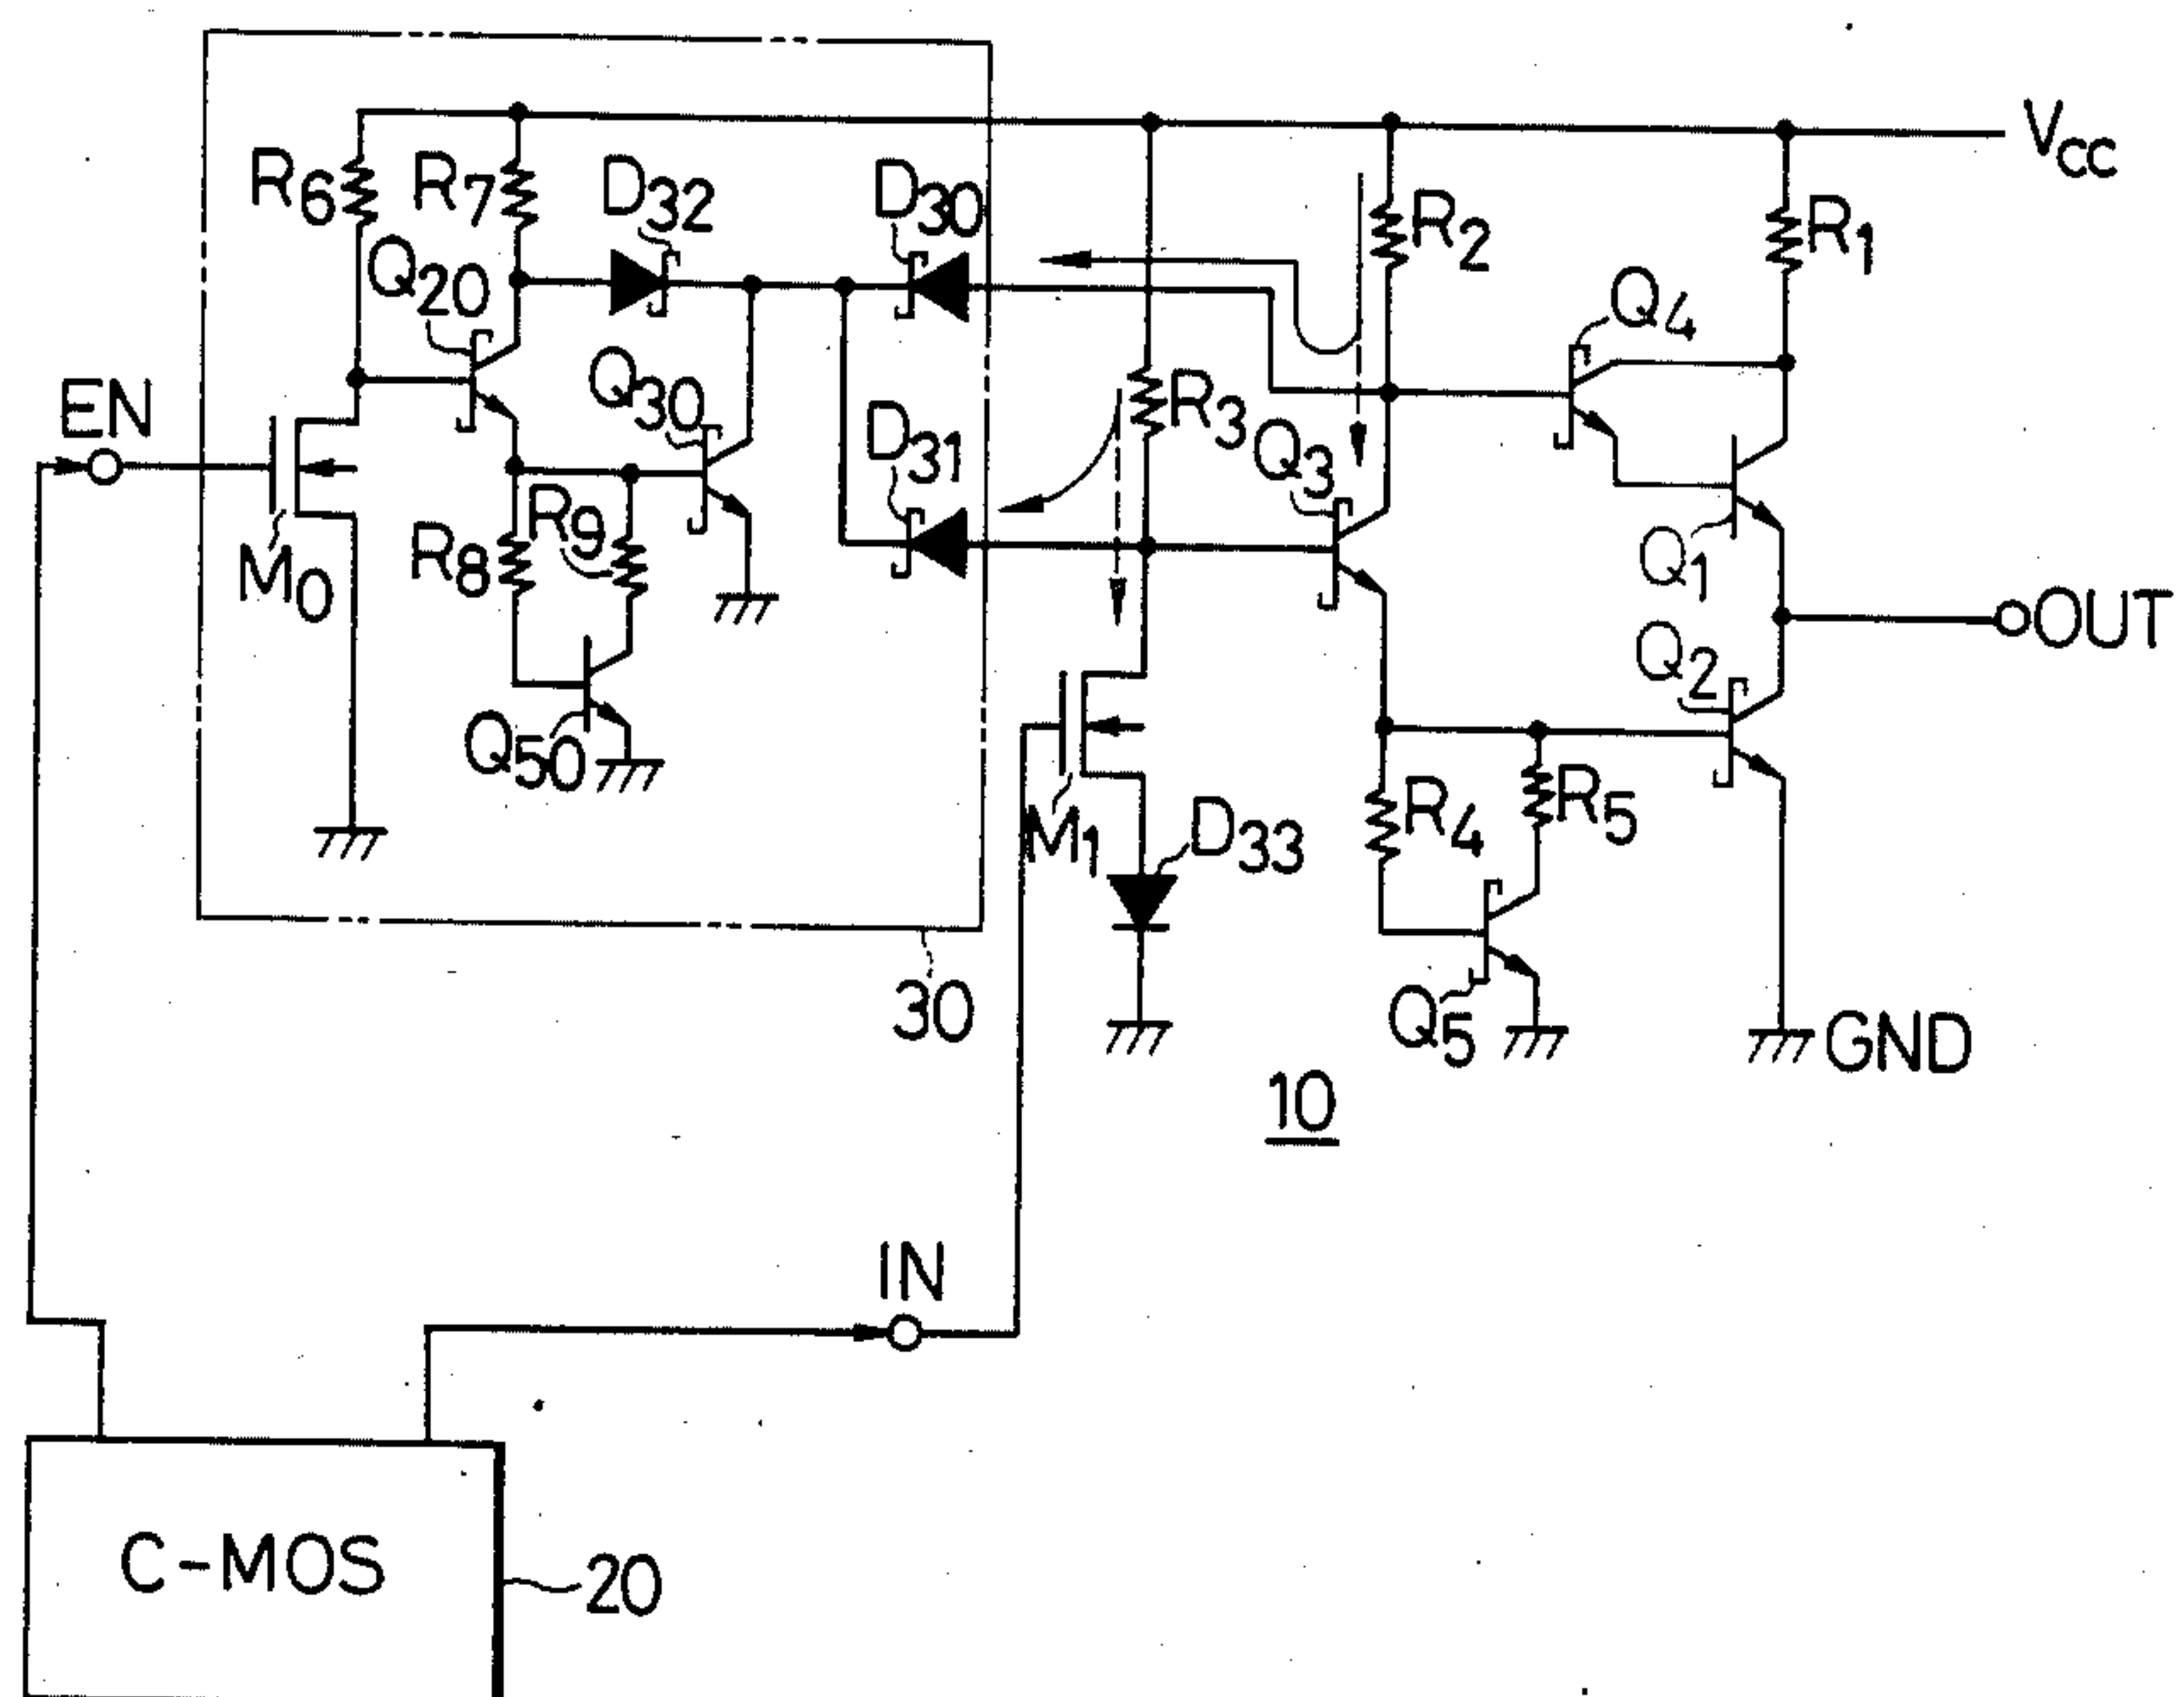 VCC
R6
R7
D32
D30
R2
R1
Q20
Q4
EN
Q30
D31
R3
Q3
R8
R9
M0
Q1
OUT
Q2
Q50
M1
D33
R4
R5
30
Q5
GND
10
IN
C-MOS
20